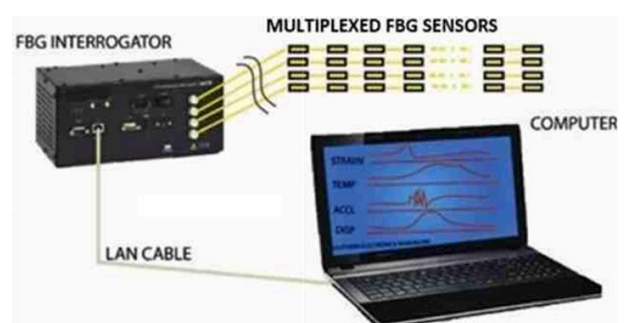 MULTIPLEXED FBG SENSORS
FBG INTERROGATOR
COMPUTER
STRAIN
TEMP
ACCL
DISP
LAN CABLE